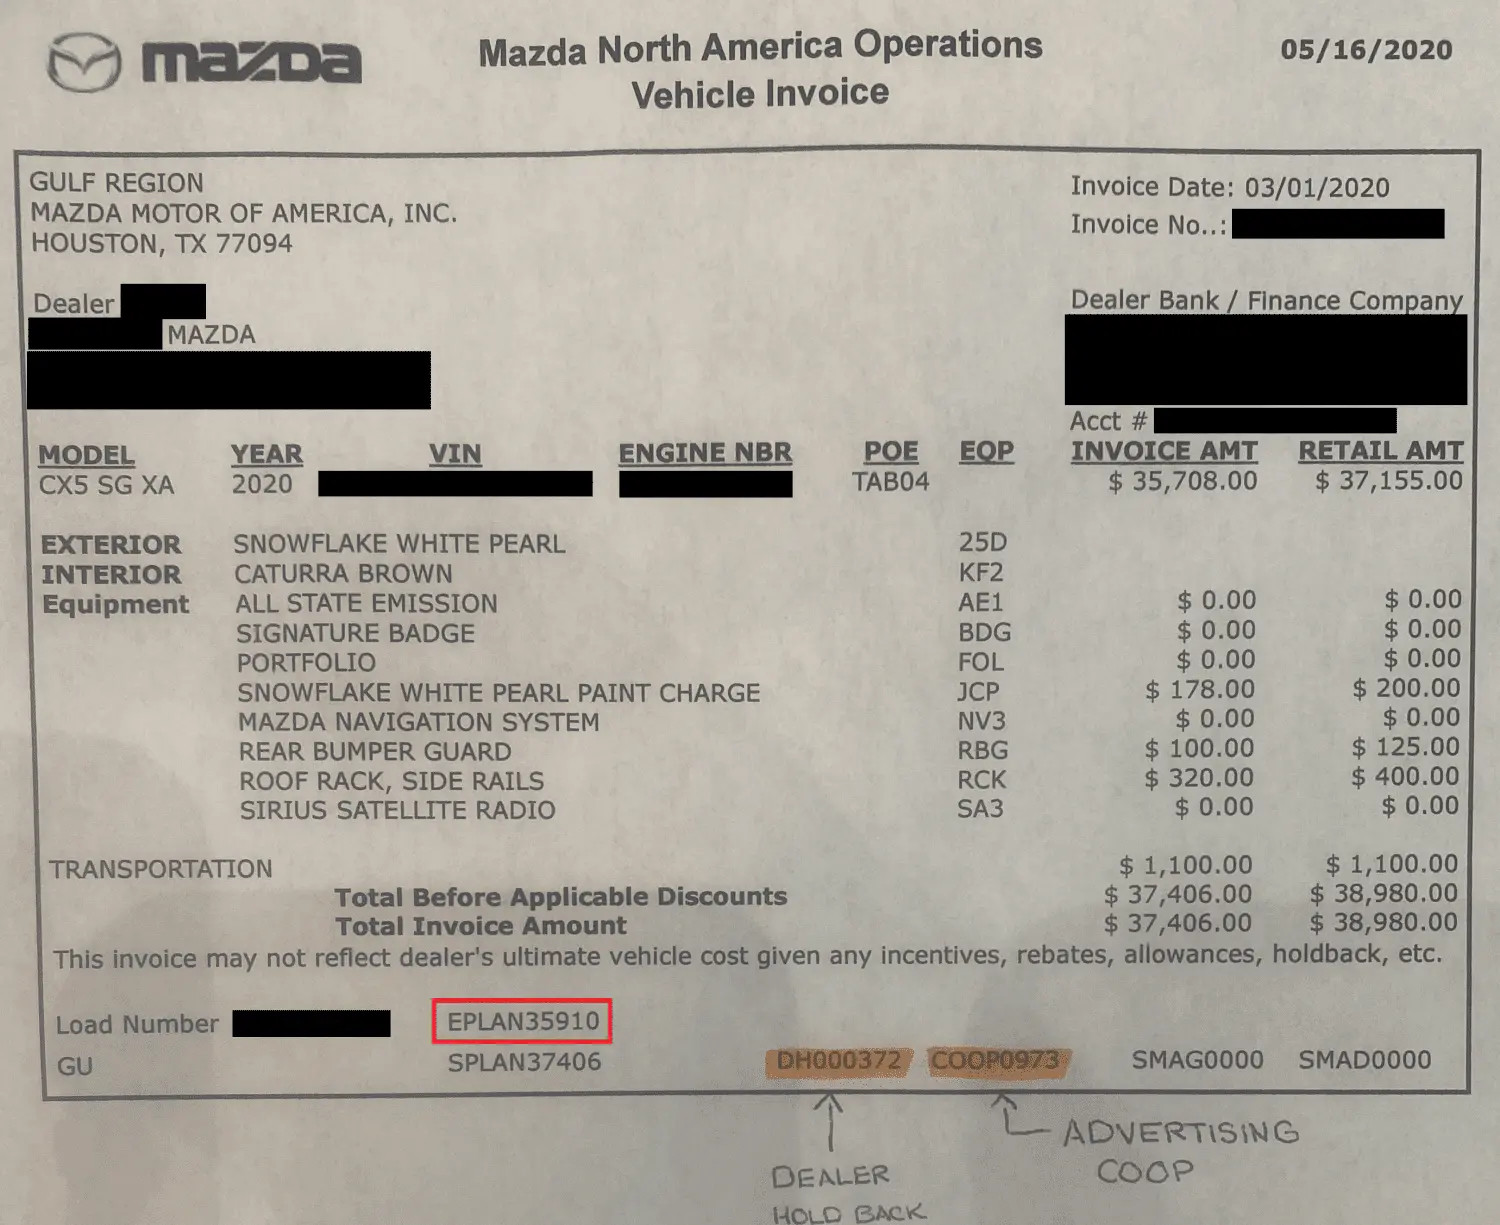 mazda
Mazda North America Operations
Vehicle Invoice
05/16/2020
GULF REGION
MAZDA MOTOR OF AMERICA, INC.
HOUSTON, TX 77094
Invoice Date: 03/01/2020
Invoice No..:
Dealer
MAZDA
Dealer Bank / Finance Company
Acct #
MODEL YEAR VIN ENGINE NBR POE EQP INVOICE AMT RETAIL AMT
CX5 SG XA 2020 TAB04 $ 35,708.00 $ 37,155.00
EXTERIOR SNOWFLAKE WHITE PEARL 25D
INTERIOR CATURRA BROWN KF2
Equipment ALL STATE EMISSION AE1 $ 0.00 $ 0.00
SIGNATURE BADGE BDG $ 0.00 $ 0.00
PORTFOLIO FOL $ 0.00 $ 0.00
SNOWFLAKE WHITE PEARL PAINT CHARGE JCP $ 178.00 $ 200.00
MAZDA NAVIGATION SYSTEM NV3 $ 0.00 $ 0.00
REAR BUMPER GUARD RBG $ 100.00 $ 125.00
ROOF RACK, SIDE RAILS RCK $ 320.00 $ 400.00
SIRIUS SATELLITE RADIO SA3 $ 0.00 $ 0.00
TRANSPORTATION $ 1,100.00 $ 1,100.00
Total Before Applicable Discounts $ 37,406.00 $ 38,980.00
Total Invoice Amount $ 37,406.00 $ 38,980.00
This invoice may not reflect dealer's ultimate vehicle cost given any incentives, rebates, allowances, holdback, etc.
Load Number EPLAN35910
GU SPLAN37406 DH000372 COOP0973 SMAG0000 SMAD0000
ADVERTISING
COOP
DEALER
HOLD BACK